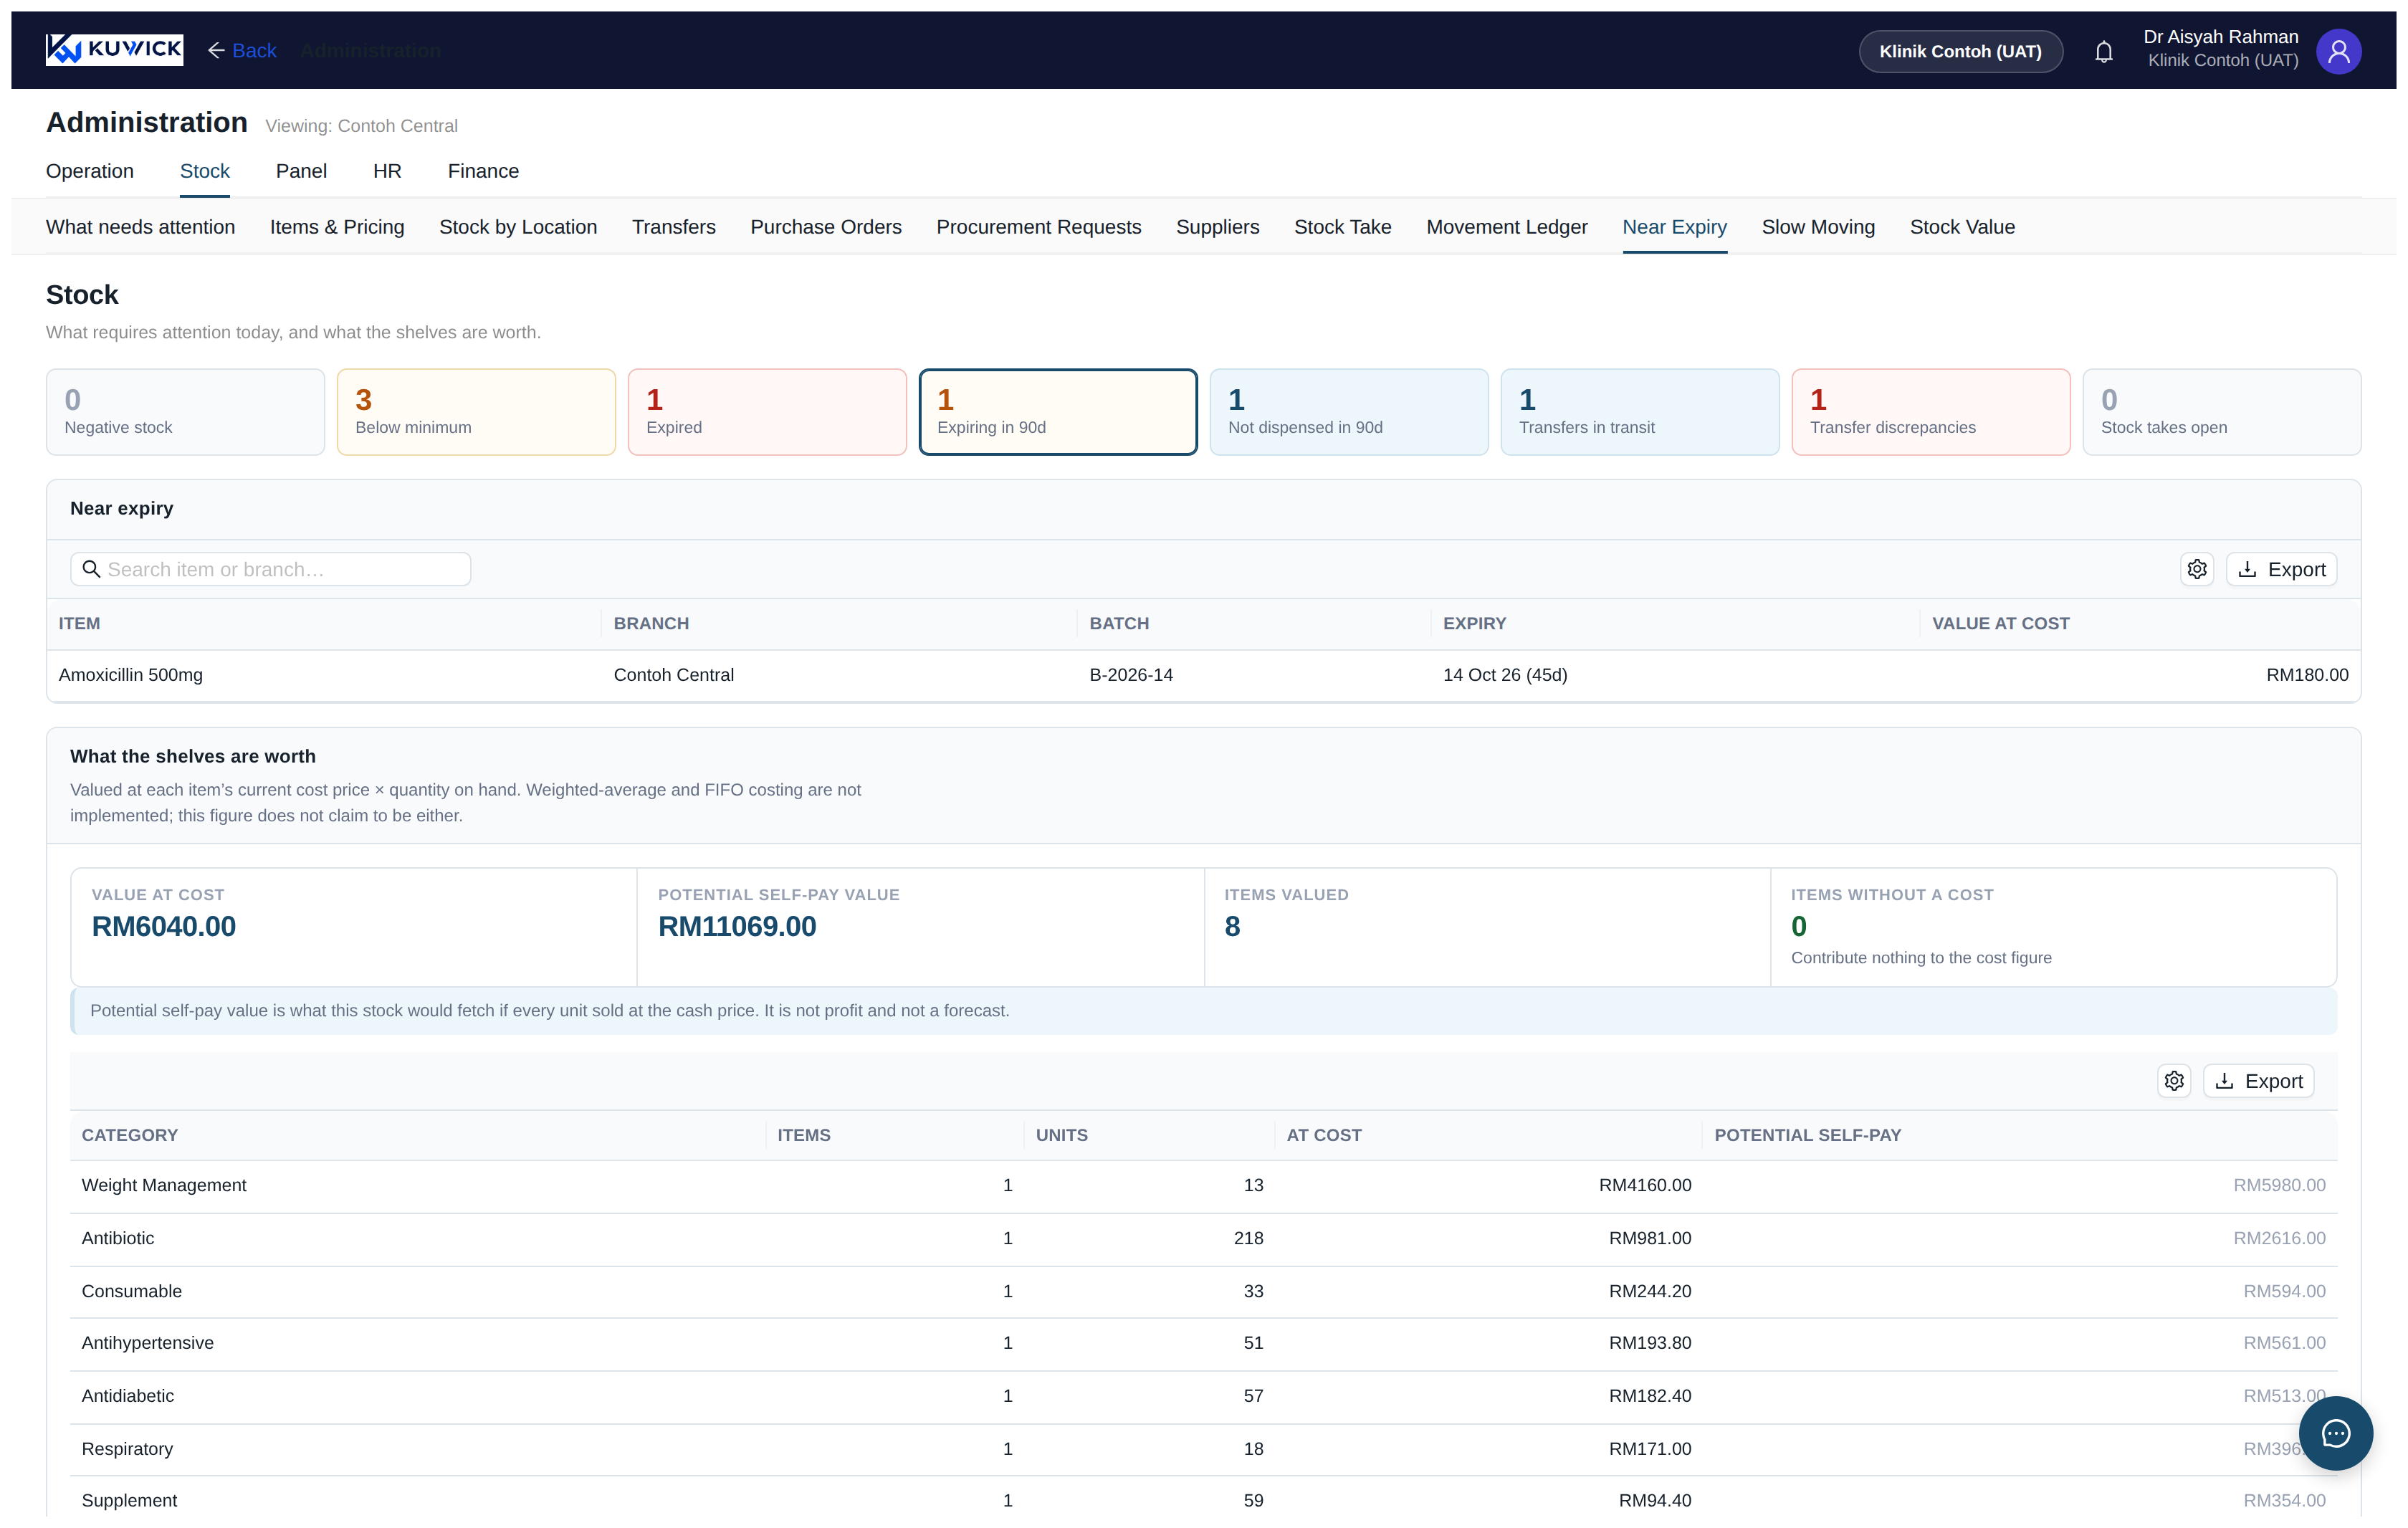 KUWICK
Back
Administration
Klinik Contoh (UAT)
Dr Aisyah Rahman
Klinik Contoh (UAT)
Administration
Viewing: Contoh Central
Operation
Stock
Panel
HR
Finance
What needs attention
Items & Pricing
Stock by Location
Transfers
Purchase Orders
Procurement Requests
Suppliers
Stock Take
Movement Ledger
Near Expiry
Slow Moving
Stock Value
Stock
What requires attention today, and what the shelves are worth.
0
Negative stock
3
Below minimum
1
Expired
1
Expiring in 90d
1
Not dispensed in 90d
1
Transfers in transit
1
Transfer discrepancies
0
Stock takes open
Near expiry
Search item or branch…
Export
ITEM BRANCH BATCH EXPIRY VALUE AT COST
Amoxicillin 500mg Contoh Central B-2026-14 14 Oct 26 (45d) RM180.00
What the shelves are worth
Valued at each item’s current cost price × quantity on hand. Weighted-average and FIFO costing are not
implemented; this figure does not claim to be either.
VALUE AT COST
RM6040.00
POTENTIAL SELF-PAY VALUE
RM11069.00
ITEMS VALUED
8
ITEMS WITHOUT A COST
0
Contribute nothing to the cost figure
Potential self-pay value is what this stock would fetch if every unit sold at the cash price. It is not profit and not a forecast.
Export
CATEGORY ITEMS UNITS AT COST POTENTIAL SELF-PAY
Weight Management 1 13 RM4160.00 RM5980.00
Antibiotic 1 218 RM981.00 RM2616.00
Consumable 1 33 RM244.20 RM594.00
Antihypertensive 1 51 RM193.80 RM561.00
Antidiabetic 1 57 RM182.40 RM513.00
Respiratory 1 18 RM171.00 RM396.
Supplement 1 59 RM94.40 RM354.00